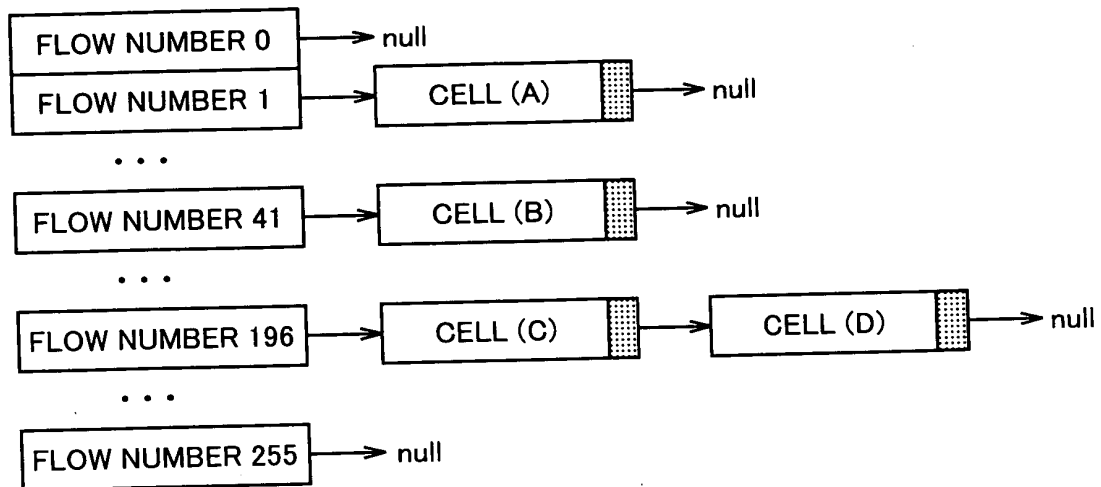 FLOW NUMBER 0 null
FLOW NUMBER 1 CELL (A) null
. . .
FLOW NUMBER 41 CELL (B) null
. . .
FLOW NUMBER 196 CELL (C) CELL (D) null
. . .
FLOW NUMBER 255 null